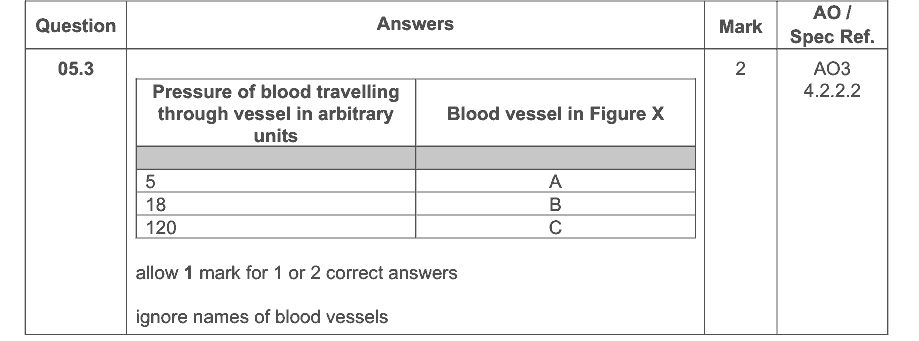 Question Answers Mark AO / Spec Ref.
05.3 2 AO3 4.2.2.2
Pressure of blood travelling through vessel in arbitrary units Blood vessel in Figure X
5 A
18 B
120 C
allow 1 mark for 1 or 2 correct answers
ignore names of blood vessels